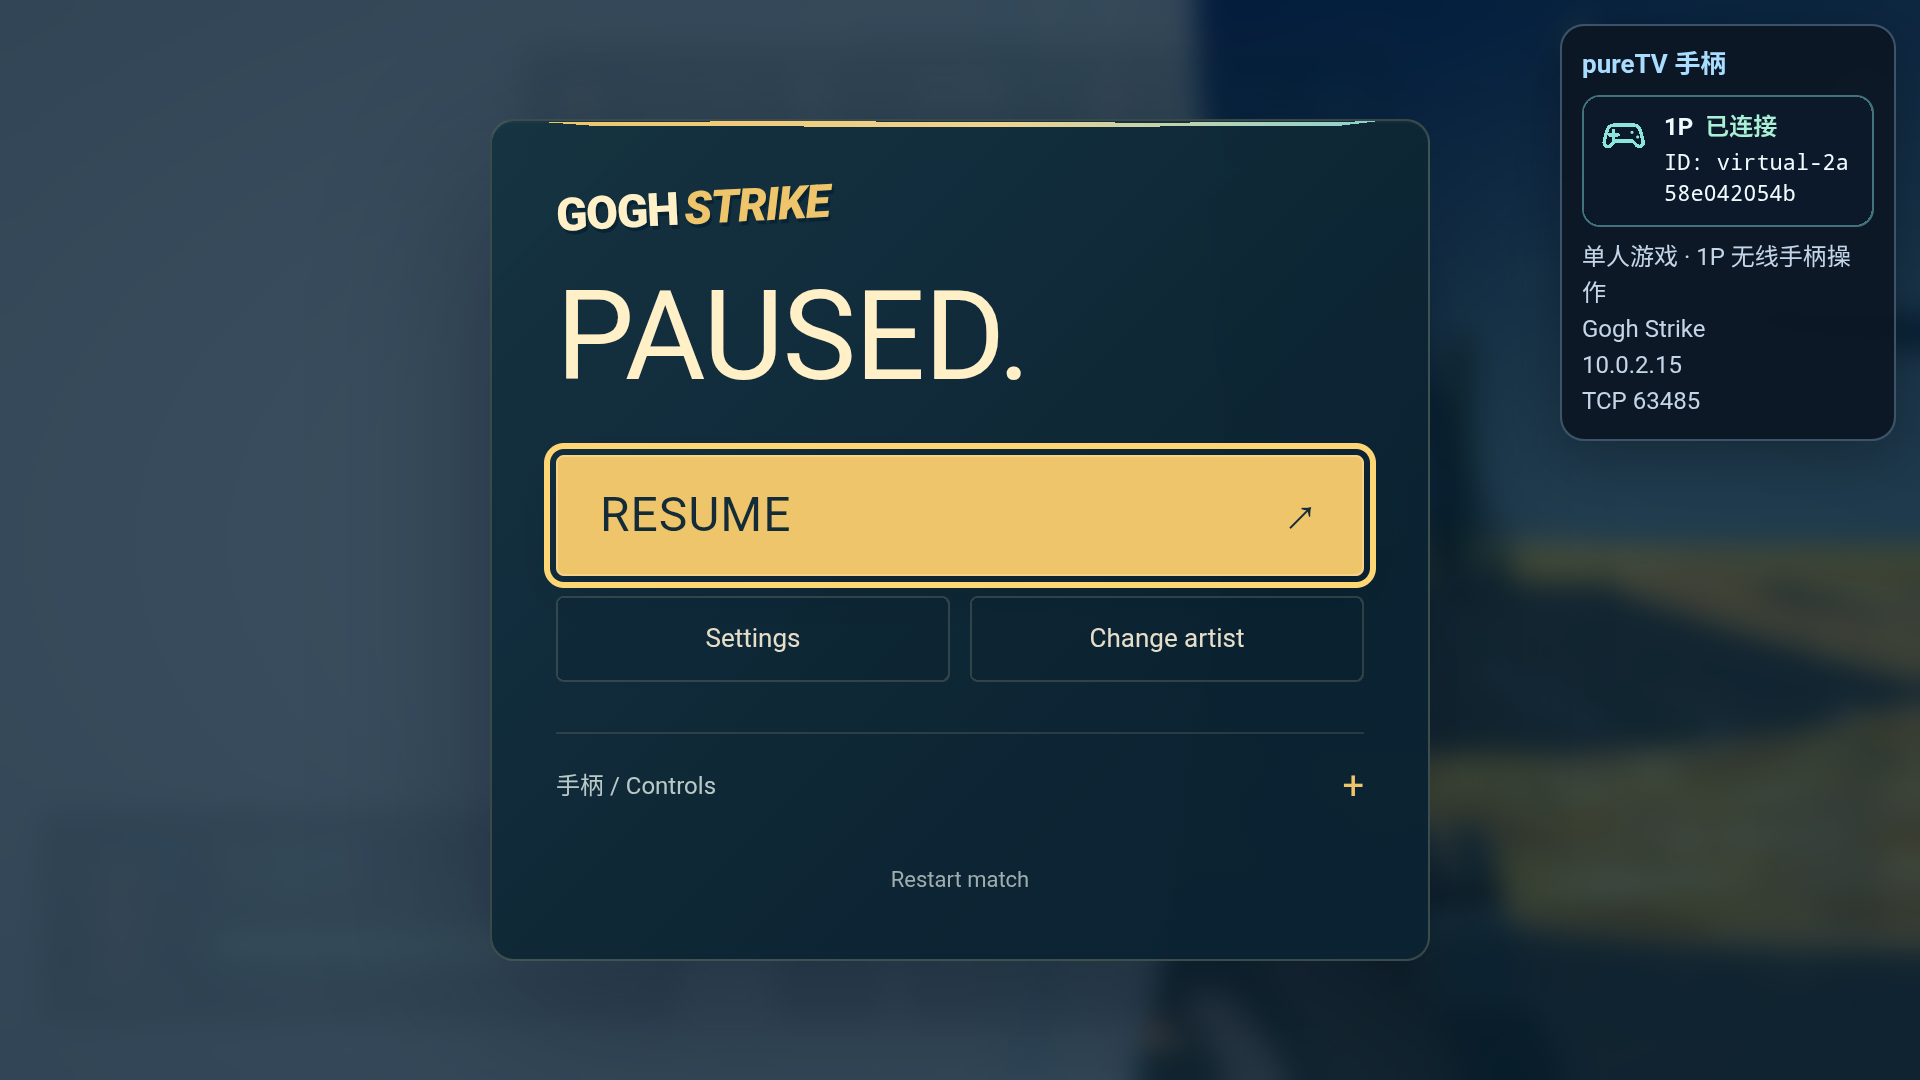 GOGH STRIKE
PAUSED.
RESUME ↗
Settings
Change artist
手柄 / Controls +
Restart match
pureTV 手柄
1P 已连接
ID: virtual-2a
58e042054b
单人游戏 · 1P 无线手柄操
作
Gogh Strike
10.0.2.15
TCP 63485